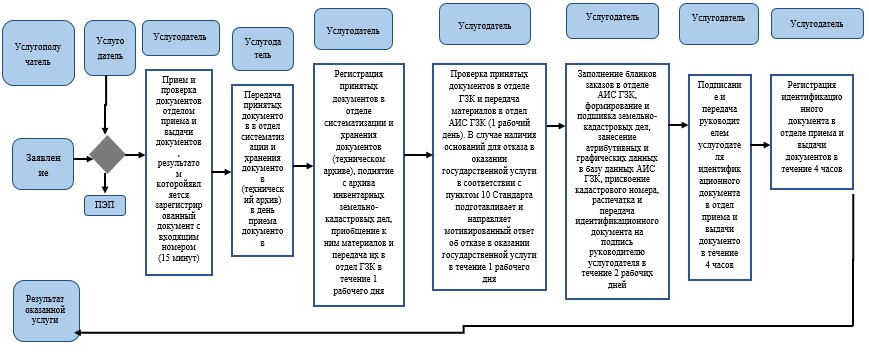 Услугополу
чатель
Услуго
датель
Услугодатель
Услугода
тель
Услугодатель
Услугодатель
Услугодатель
Услугодатель
Услугодатель
Заявлен
ие
ПЭП
Прием и
проверка
документов
отделом
приема и
выдачи
документов
,
результато
м
которойявл
яется
зарегистрир
ованный
документ с
входящим
номером
(15 минут)
Передача
принятых
документо
в в отдел
систематиз
ации и
хранения
документо
в
(техническ
ий архив)
в день
приема
документо
в
Регистрация
принятых
документов в
отделе
систематизации и
хранения
документов
(техническом
архиве), поднятие
с архива
инвентарных
земельно-
кадастровых дел,
приобщение к
ним материалов и
передача их в
отдел ГЗК в
течение 1
рабочего дня
Проверка принятых
документов в отделе
ГЗК и передача
материалов в отдел
АИС ГЗК (1 рабочий
день). В случае наличия
оснований для отказа в
оказании
государственной услуги
в соответствии с
пунктом 10 Стандарта
подготавливает и
направляет
мотивированный ответ
об отказе в оказании
государственной услуги
в течение 1 рабочего
дня
Заполнение бланков
заказов в отделе
АИС ГЗК,
формирование и
подшивка земельно-
кадастровых дел,
занесение
атрибутивных и
графических данных
в базу данных АИС
ГЗК, присвоение
кадастрового номера,
распечатка и
передача
идентификационного
документа на
подпись
руководителю
услугодателя в
течение 2 рабочих
дней
Подписани
е и
передача
руководит
елем
услугодате
ля
идентифик
ационного
документа
в отдел
приема и
выдачи
документо
в течение
4 часов
Регистрация
идентификацио
нного
документа в
отделе приема и
выдачи
документов в
течение 4 часов
Результат
оказанной
услуги